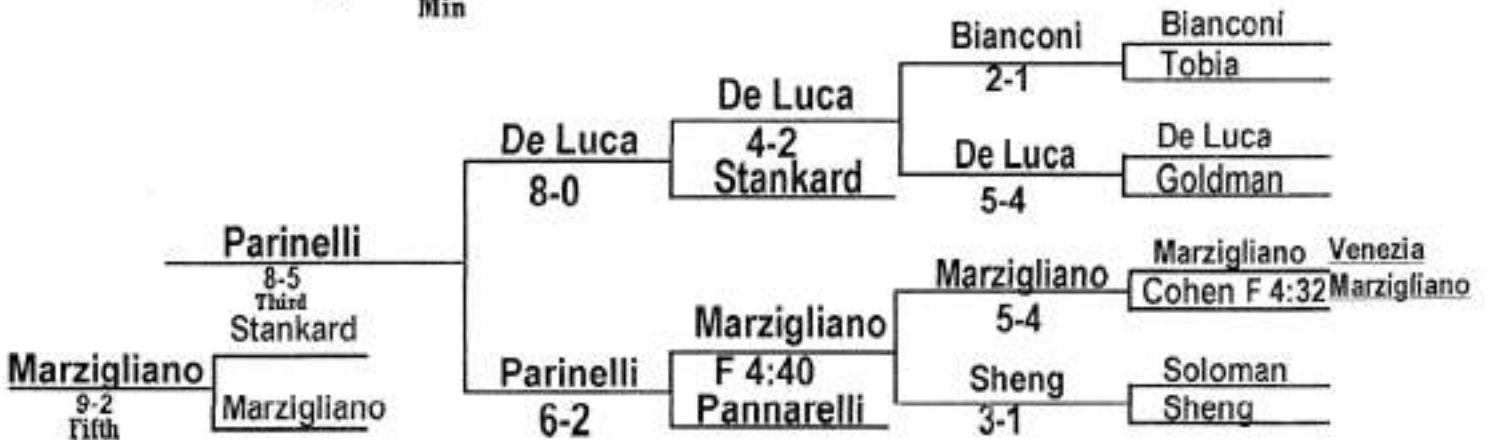 Min
Bianconi
Bianconi
2-1
Tobia
De Luca
De Luca
4-2
Stankard
De Luca
8-0
De Luca
5-4
De Luca
Goldman
Parinelli
8-5
Third
Stankard
Marzigliano
9-2
Fifth
Marzigliano
Parinelli
6-2
Marzigliano
F 4:40
Pannarelli
Marzigliano
5-4
Marzigliano Venezia
Cohen F 4:32 Marzigliano
Sheng
3-1
Soloman
Sheng